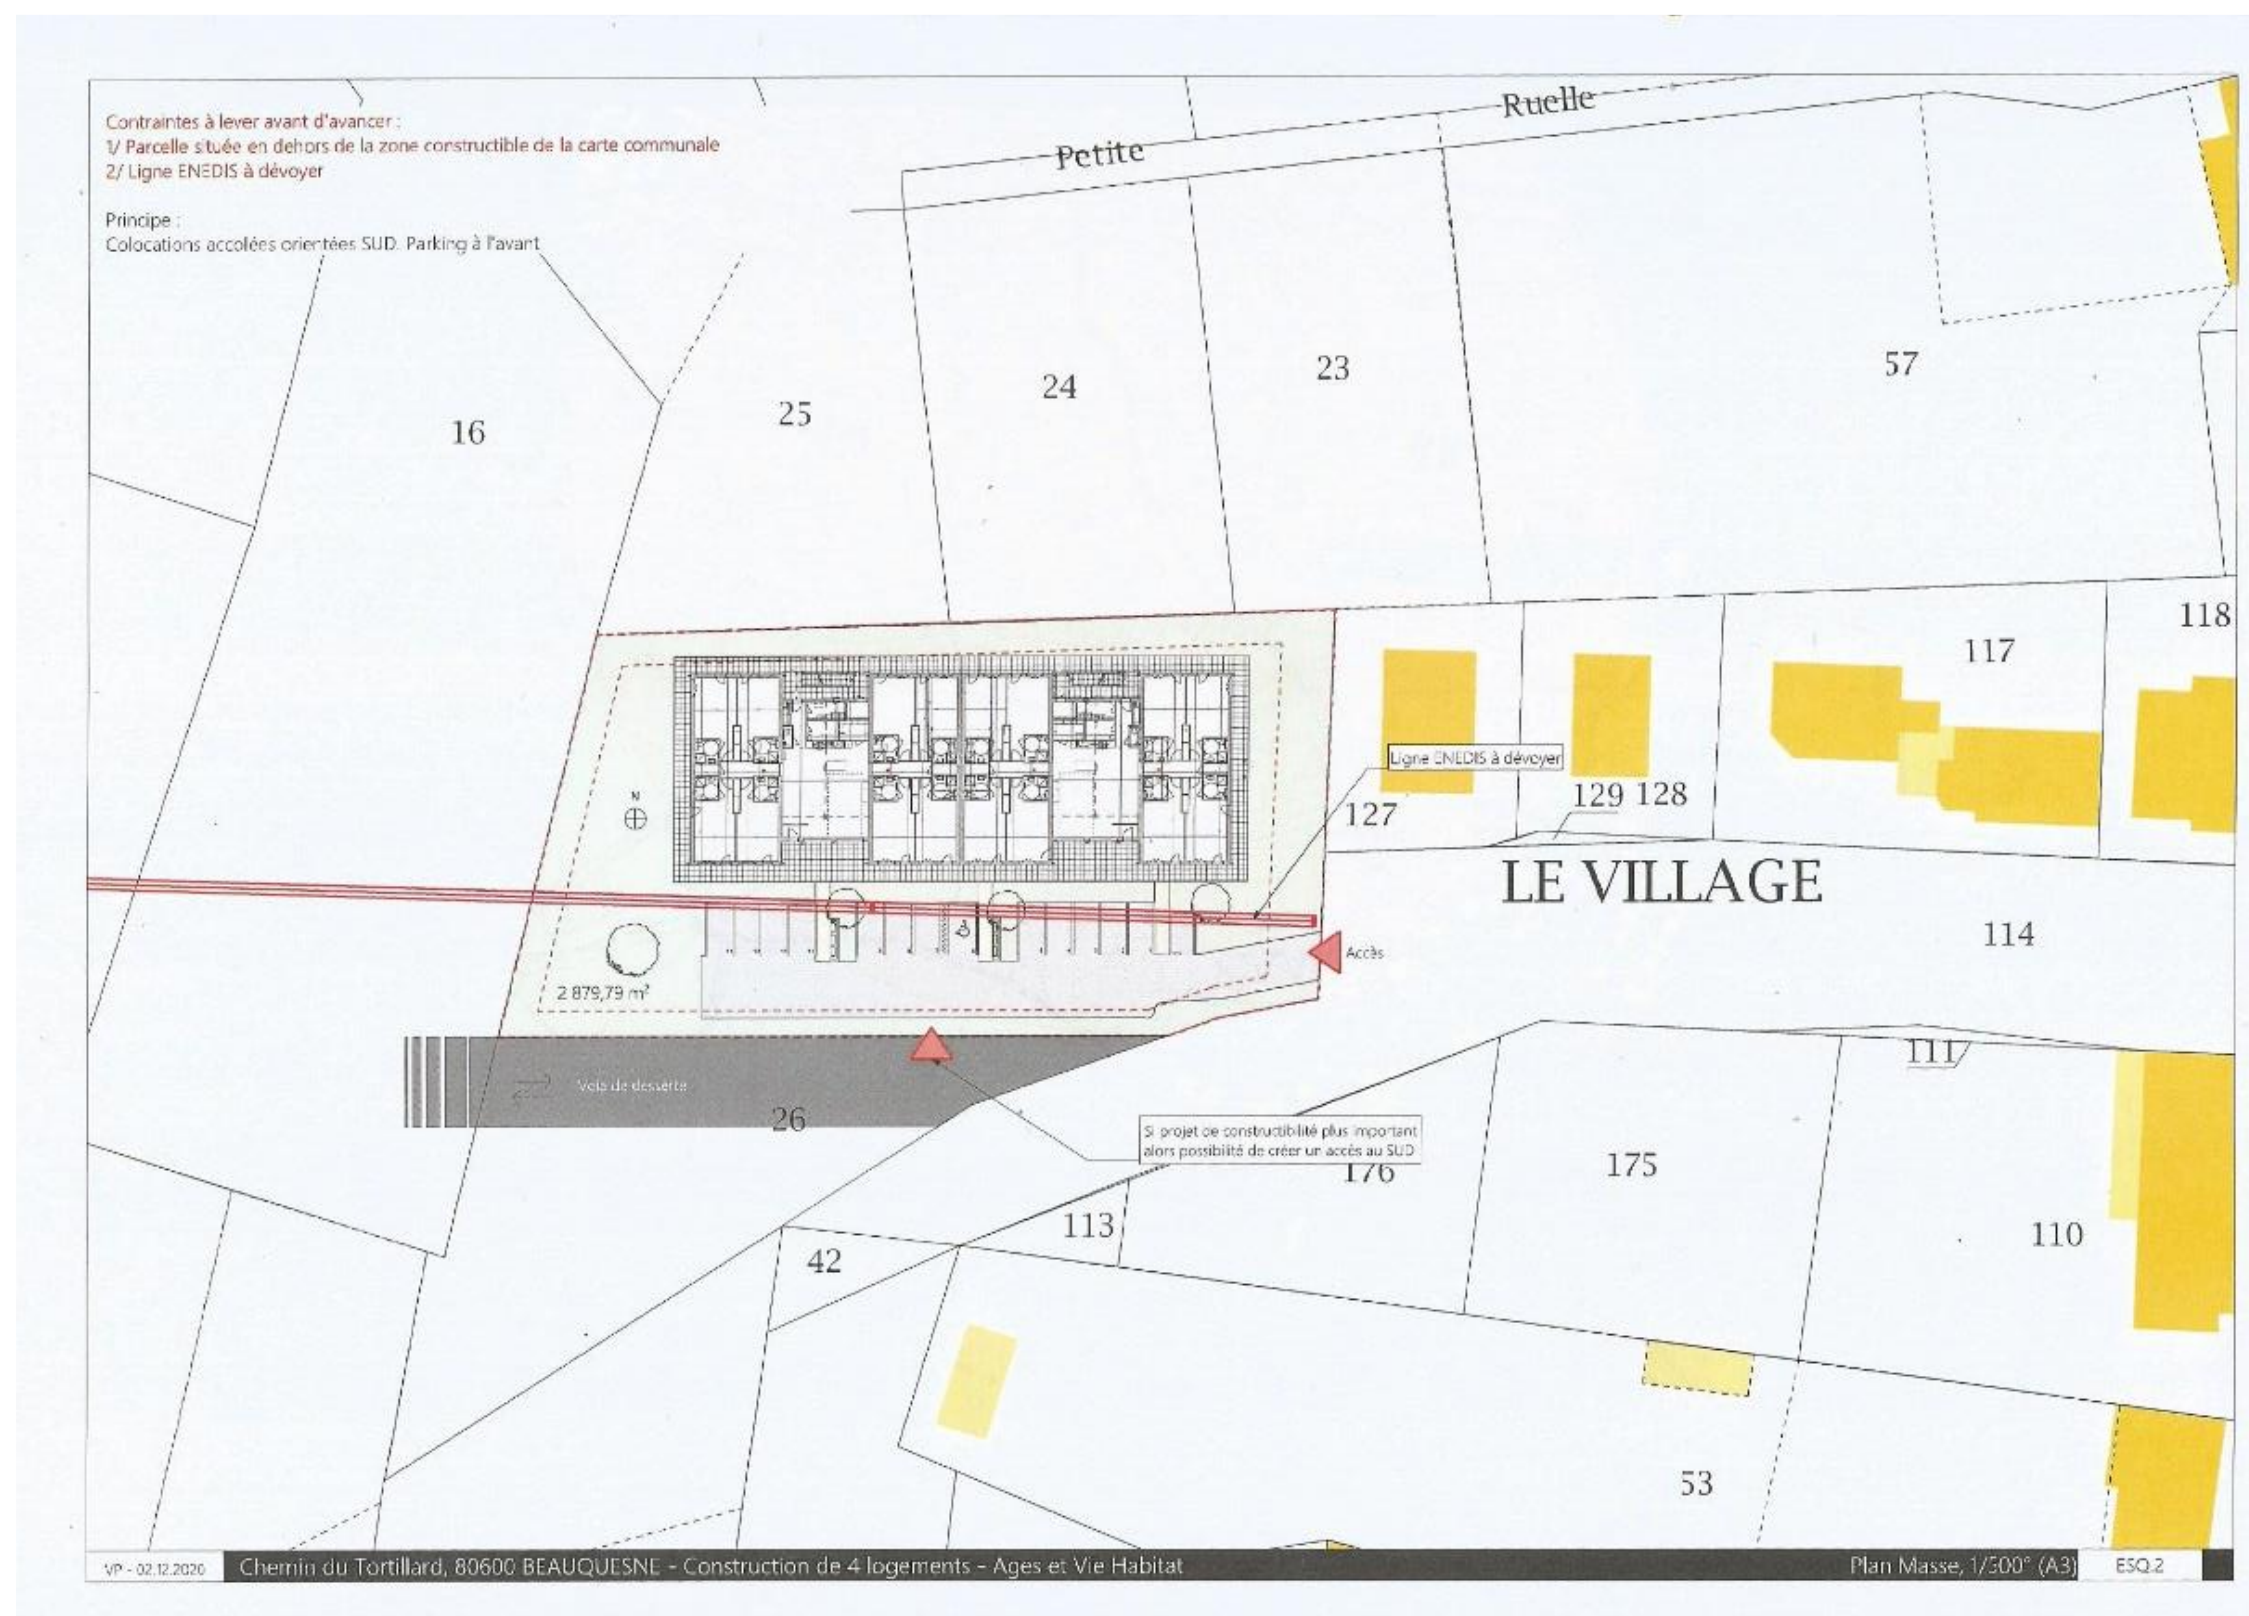 Contraintes à lever avant d'avancer :
1/ Parcelle située en dehors de la zone constructible de la carte communale
2/ Ligne ENEDIS à dévoyer
Principe :
Colocations accolées orientées SUD. Parking à l'avant
Petite Ruelle
16
25
24
23
57
118
117
Ligne ENEDIS à dévoyer
127
129 128
N
LE VILLAGE
114
Accès
2 879,79 m²
Voie de desserte
26
111
Si projet de constructibilité plus important
alors possibilité de créer un accès au SUD
176
175
113
110
42
53
VP - 02.12.2020
Chemin du Tortillard, 80600 BEAUQUESNE - Construction de 4 logements - Ages et Vie Habitat
Plan Masse, 1/500° (A3)
ESQ.2